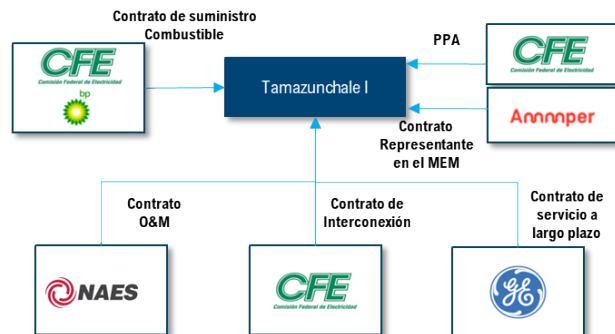 Contrato de suministro
Combustible
CFE
Comisión Federal de Electricidad
bp
Tamazunchale I
PPA
CFE
Comisión Federal de Electricidad
Ammper
Contrato
Representante
en el MEM
Contrato
O&M
Contrato de
Interconexión
Contrato de
servicio a
largo plazo
NAES
CFE
Comisión Federal de Electricidad
GE